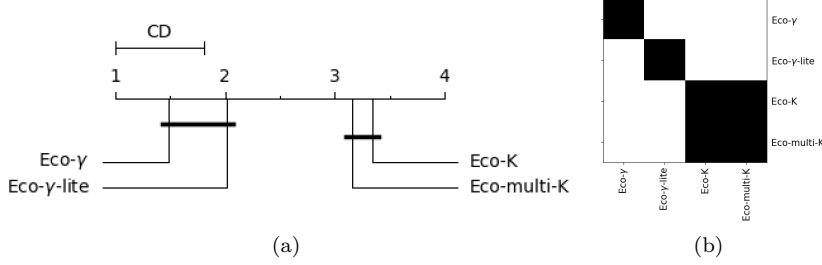 CD
1 2 3 4
Eco-γ
Eco-γ-lite
Eco-K
Eco-multi-K
(a)
Eco-γ
Eco-γ-lite
Eco-K
Eco-multi-K
Eco-γ
Eco-γ-lite
Eco-K
Eco-multi-K
(b)